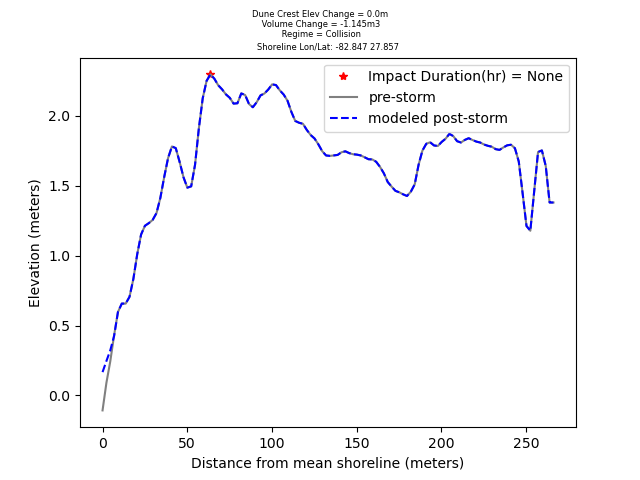 Dune Crest Elev Change = 0.0m
Volume Change = -1.145m3
Regime = Collision
Shoreline Lon/Lat: -82.847 27.857
Impact Duration(hr) = None
pre-storm
modeled post-storm
Elevation (meters)
2.0
1.5
1.0
0.5
0.0
0 50 100 150 200 250
Distance from mean shoreline (meters)